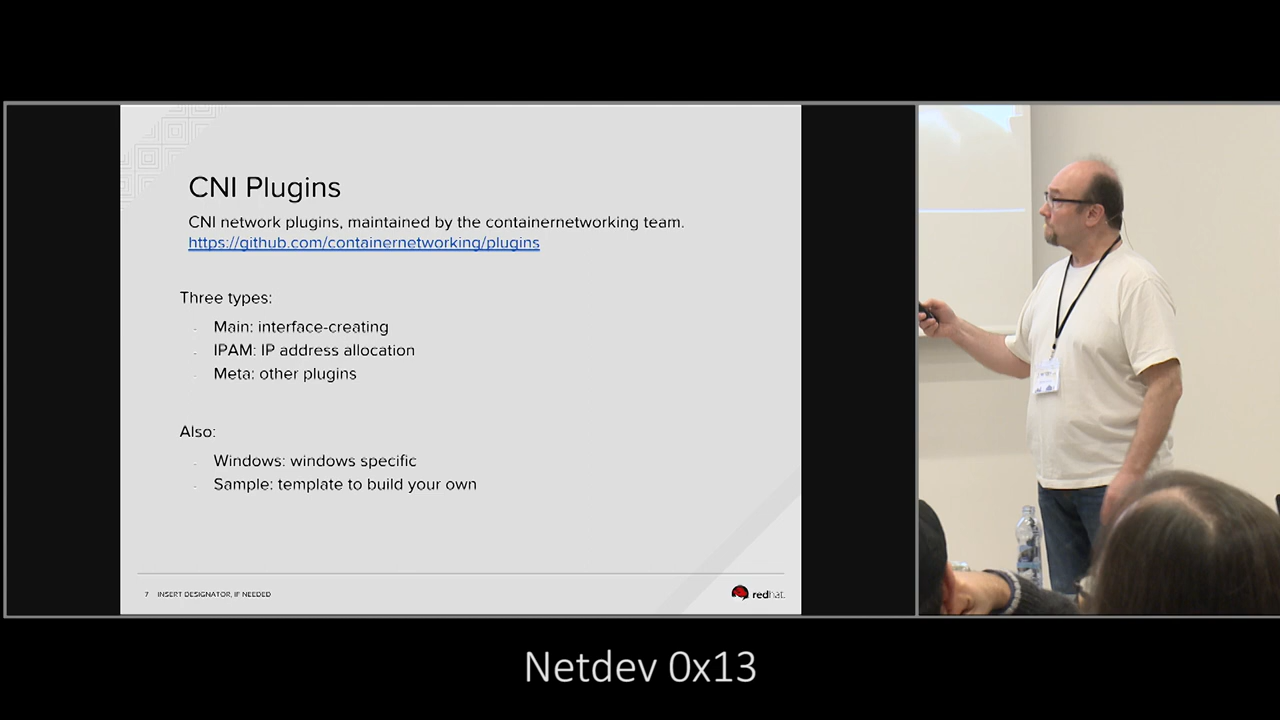 CNI Plugins
CNI network plugins, maintained by the containernetworking team.
https://github.com/containernetworking/plugins
Three types:
- Main: interface-creating
- IPAM: IP address allocation
- Meta: other plugins
Also:
- Windows: windows specific
- Sample: template to build your own
7 INSERT DESIGNATOR, IF NEEDED
redhat.
Netdev 0x13